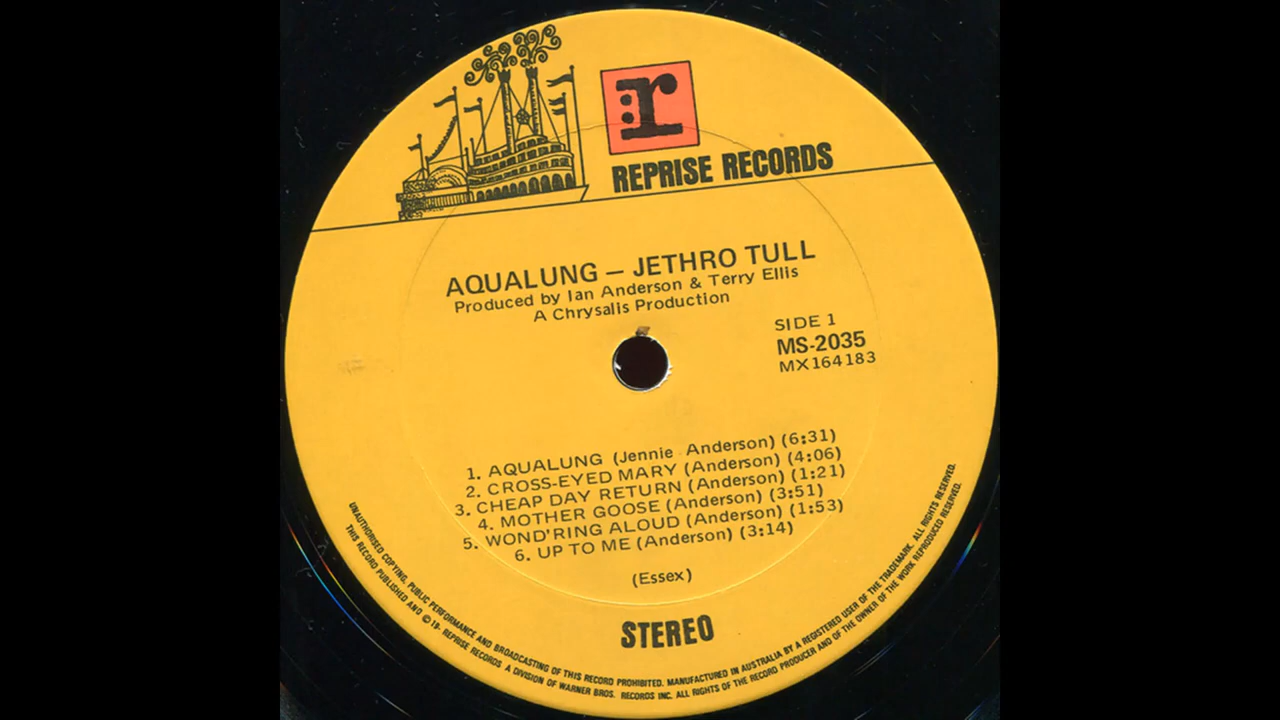 r
REPRISE RECORDS
AQUALUNG — JETHRO TULL
Produced by Ian Anderson & Terry Ellis
A Chrysalis Production
SIDE 1
MS-2035
MX164183
1. AQUALUNG (Jennie Anderson) (6:31)
2. CROSS-EYED MARY (Anderson) (4:06)
3. CHEAP DAY RETURN (Anderson) (1:21)
4. MOTHER GOOSE (Anderson) (3:51)
5. WOND'RING ALOUD (Anderson) (1:53)
6. UP TO ME (Anderson) (3:14)
(Essex)
STEREO
UNAUTHORISED COPYING, PUBLIC PERFORMANCE AND BROADCASTING OF THIS RECORD PROHIBITED. MANUFACTURED IN AUSTRALIA BY A REGISTERED USER OF THE TRADEMARK. ALL RIGHTS RESERVED.
THIS RECORD PUBLISHED AND © 19- REPRISE RECORDS A DIVISION OF WARNER BROS. RECORDS INC. ALL RIGHTS OF THE RECORD PRODUCER AND OF THE OWNER OF THE WORK REPRODUCED RESERVED.